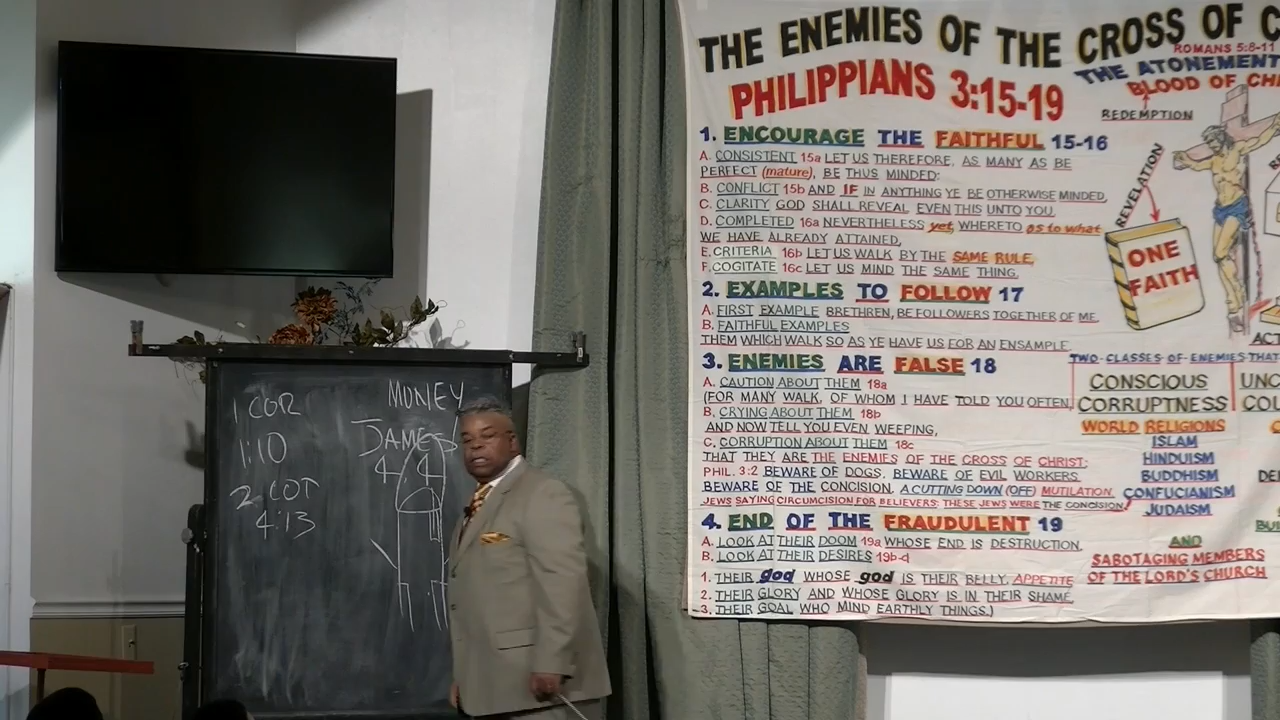 1 COR
1:10
2 COT
4:13
MONEY
JAMES
4 4
THE ENEMIES OF THE CROSS OF C
PHILIPPIANS 3:15-19
ROMANS 5:8-11
THE ATONEMENT
BLOOD OF CHR
REDEMPTION
REVELATION
ONE
FAITH
1. ENCOURAGE THE FAITHFUL 15-16
A. CONSISTENT 15a LET US THEREFORE, AS MANY AS BE
PERFECT (mature), BE THUS MINDED:
B. CONFLICT 15b AND IF IN ANYTHING YE BE OTHERWISE MINDED,
C. CLARITY GOD SHALL REVEAL EVEN THIS UNTO YOU,
D. COMPLETED 16a NEVERTHELESS yet, WHERETO as to what
WE HAVE ALREADY ATTAINED,
E. CRITERIA 16b LET US WALK BY THE SAME RULE,
F. COGITATE 16c LET US MIND THE SAME THING.
2. EXAMPLES TO FOLLOW 17
A. FIRST EXAMPLE BRETHREN, BE FOLLOWERS TOGETHER OF ME,
B. FAITHFUL EXAMPLES
THEM WHICH WALK SO AS YE HAVE US FOR AN ENSAMPLE.
3. ENEMIES ARE FALSE 18
A. CAUTION ABOUT THEM 18a
(FOR MANY WALK, OF WHOM I HAVE TOLD YOU OFTEN,
B. CRYING ABOUT THEM 18b
AND NOW TELL YOU EVEN WEEPING,
C. CORRUPTION ABOUT THEM 18c
THAT THEY ARE THE ENEMIES OF THE CROSS OF CHRIST:
PHIL. 3:2 BEWARE OF DOGS, BEWARE OF EVIL WORKERS,
BEWARE OF THE CONCISION, A CUTTING DOWN (OFF) MUTILATION.
JEWS SAYING CIRCUMCISION FOR BELIEVERS: THESE JEWS WERE THE CONCISION
4. END OF THE FRAUDULENT 19
A. LOOK AT THEIR DOOM 19a WHOSE END IS DESTRUCTION,
B. LOOK AT THEIR DESIRES 19b-d
1. THEIR god WHOSE god IS THEIR BELLY, APPETITE
2. THEIR GLORY AND WHOSE GLORY IS IN THEIR SHAME,
3. THEIR GOAL WHO MIND EARTHLY THINGS.)
TWO CLASSES OF ENEMIES THAT
CONSCIOUS
CORRUPTNESS
WORLD RELIGIONS
ISLAM
HINDUISM
BUDDHISM
CONFUCIANISM
JUDAISM
AND
SABOTAGING MEMBERS
OF THE LORD'S CHURCH
UNC
COL